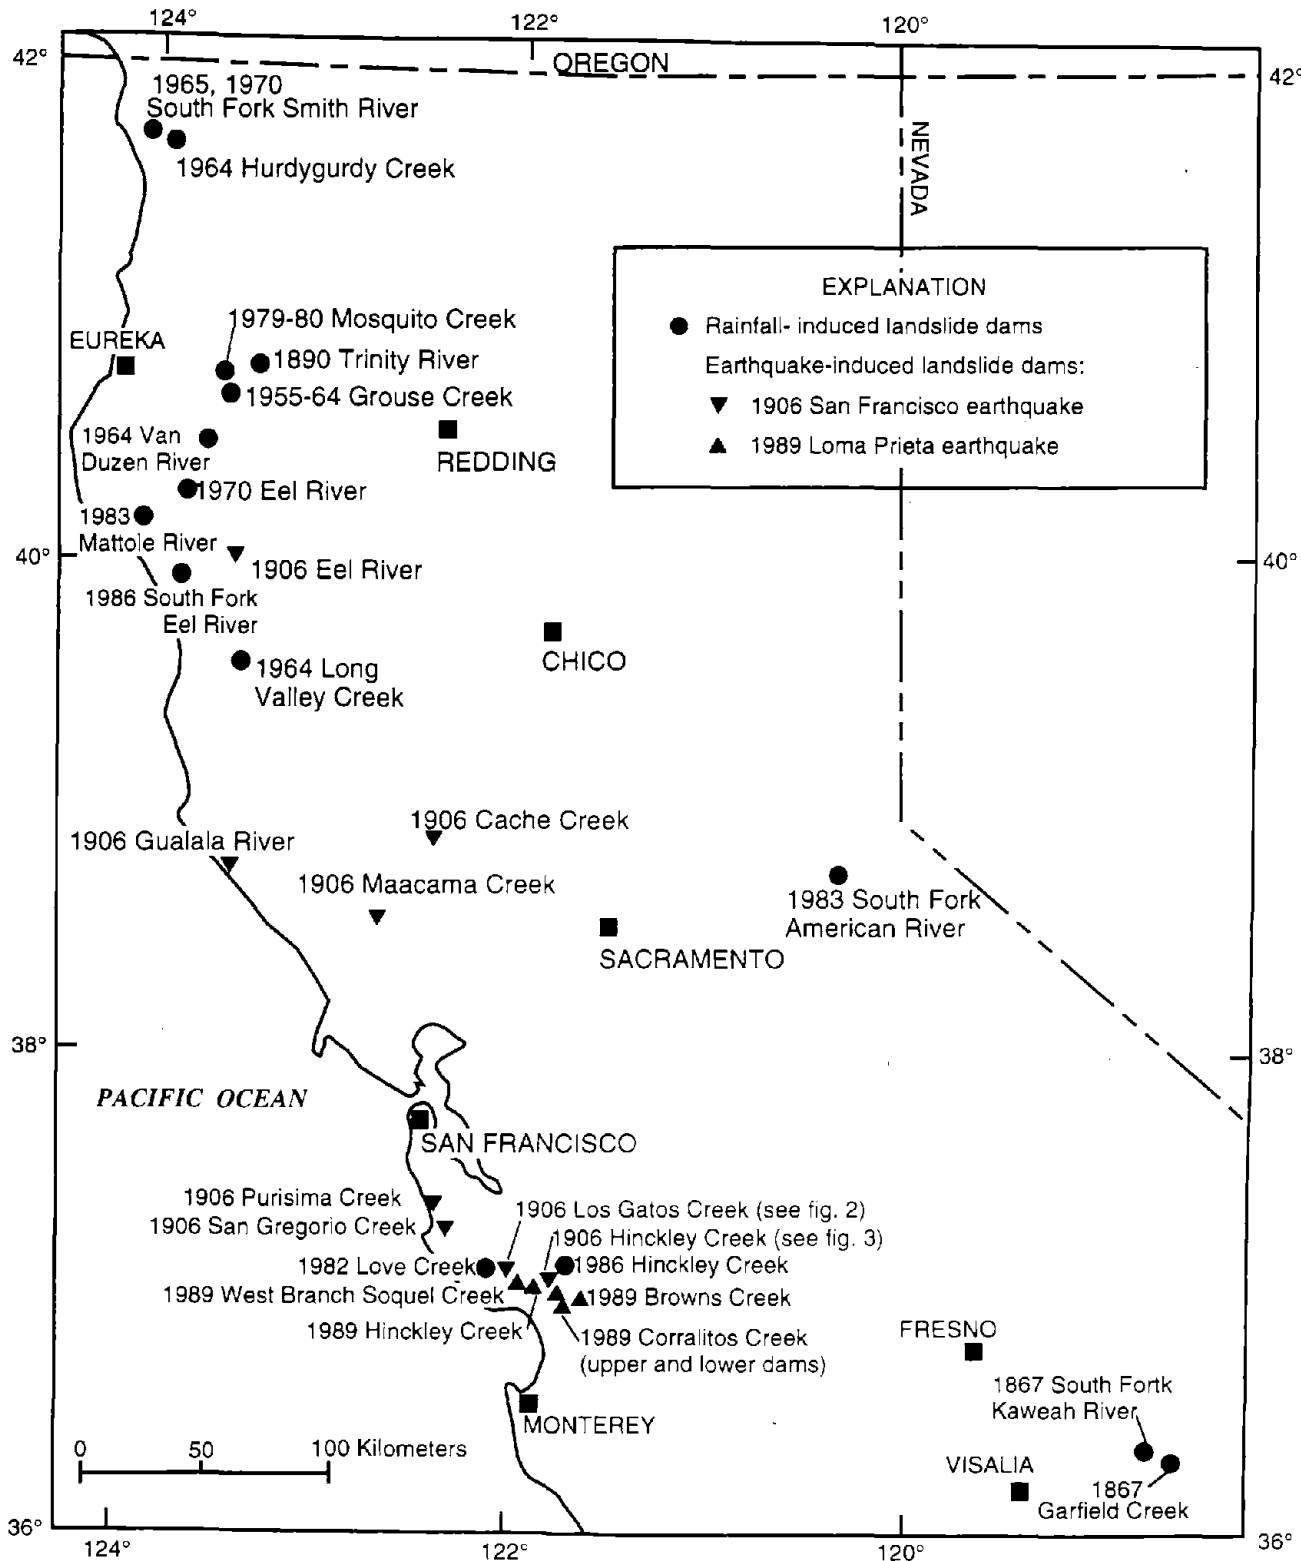 124°
122°
120°
42°
OREGON
42°
1965, 1970
South Fork Smith River
1964 Hurdygurdy Creek
NEVADA
EXPLANATION
Rainfall- induced landslide dams
Earthquake-induced landslide dams:
1906 San Francisco earthquake
1989 Loma Prieta earthquake
1979-80 Mosquito Creek
EUREKA
1890 Trinity River
1955-64 Grouse Creek
1964 Van
Duzen River
REDDING
1970 Eel River
1983
Mattole River
40°
40°
1906 Eel River
1986 South Fork
Eel River
CHICO
1964 Long
Valley Creek
1906 Cache Creek
1906 Gualala River
1906 Maacama Creek
1983 South Fork
American River
SACRAMENTO
38°
38°
PACIFIC OCEAN
SAN FRANCISCO
1906 Purisima Creek
1906 San Gregorio Creek
1906 Los Gatos Creek (see fig. 2)
1906 Hinckley Creek (see fig. 3)
1982 Love Creek
1986 Hinckley Creek
1989 West Branch Soquel Creek
1989 Browns Creek
1989 Hinckley Creek
1989 Corralitos Creek
(upper and lower dams)
FRESNO
1867 South Fortk
Kaweah River
MONTEREY
0 50 100 Kilometers
VISALIA
1867
Garfield Creek
36°
36°
124°
122°
120°